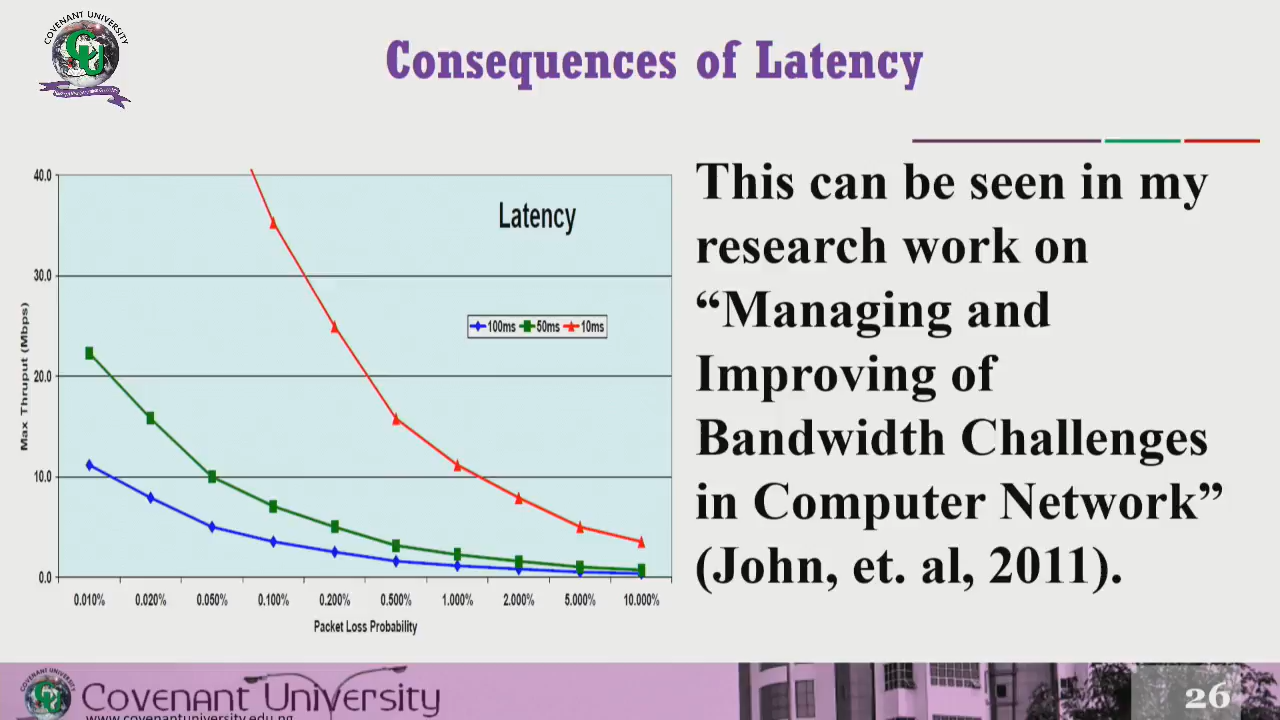 COVENANT UNIVERSITY
CU
Consequences of Latency
40.0
30.0
20.0
10.0
0.0
Max Thruput (Mbps)
Latency
100ms 50ms 10ms
0.010% 0.020% 0.050% 0.100% 0.200% 0.500% 1.000% 2.000% 5.000% 10.000%
Packet Loss Probability
This can be seen in my
research work on
“Managing and
Improving of
Bandwidth Challenges
in Computer Network”
(John, et. al, 2011).
COVENANT UNIVERSITY
Covenant University
www.covenantuniversity.edu.ng
26